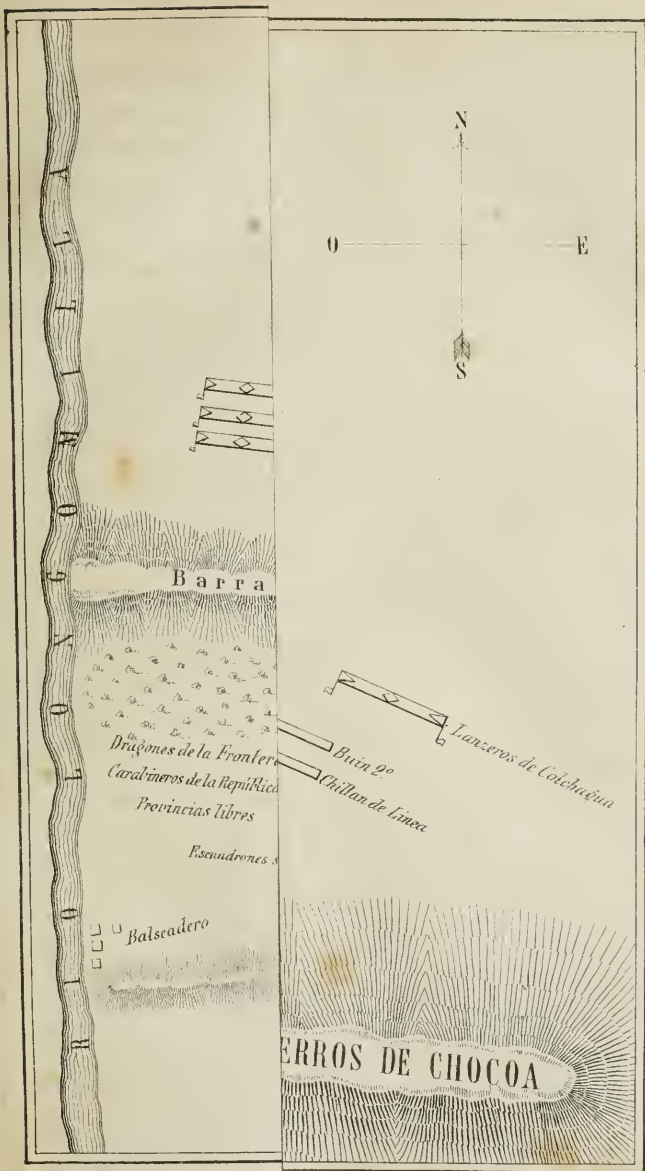 N
O E
S
RIO LONGOMILLA
Barra
Lanzeros de Colchagua
Buin 2º
Chillan de Linea
Dragones de la Fronter
Carabineros de la República
Provincias libres
Escundrones s
Balseadero
ERROS DE CHOCOA